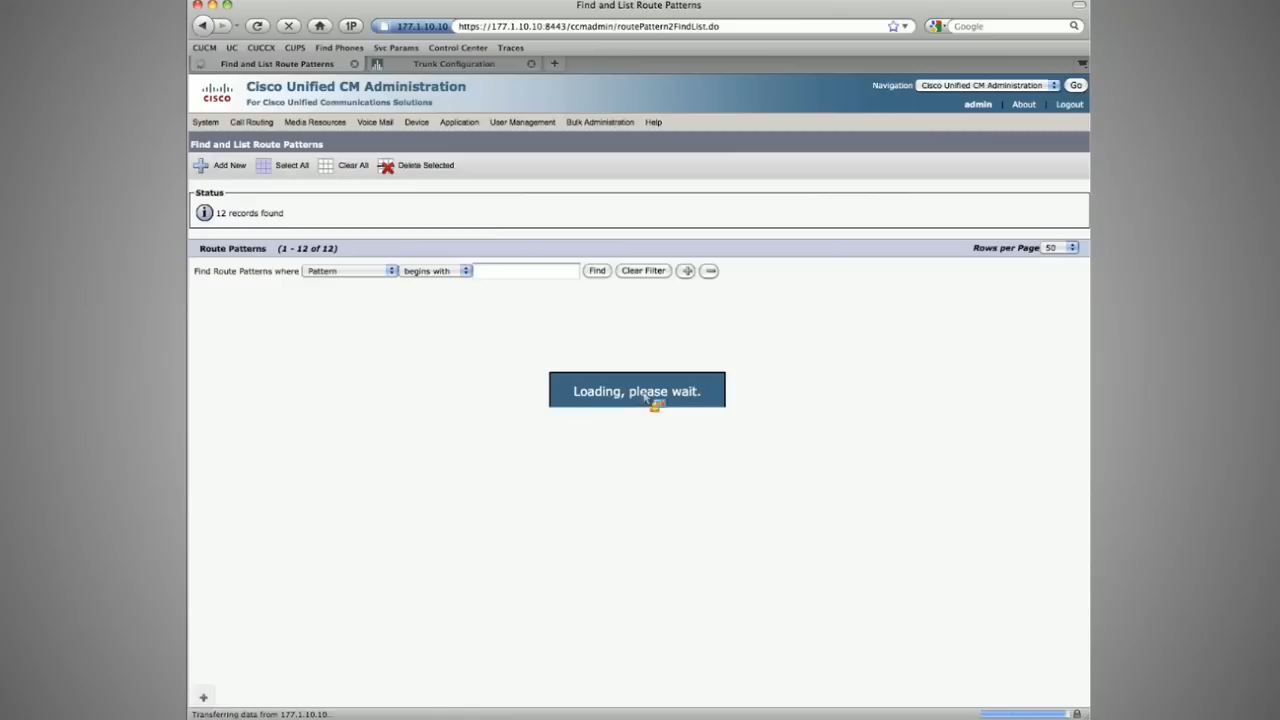 Find and List Route Patterns
1P
177.1.10.10
https://177.1.10.10:8443/ccmadmin/routePattern2FindList.do
Google
CUCM UC CUCCX CUPS Find Phones Svc Params Control Center Traces
Find and List Route Patterns
Trunk Configuration
Cisco Unified CM Administration
Navigation Cisco Unified CM Administration Go
CISCO
For Cisco Unified Communications Solutions
admin | About | Logout
System Call Routing Media Resources Voice Mail Device Application User Management Bulk Administration Help
Find and List Route Patterns
Add New Select All Clear All Delete Selected
Status
12 records found
Route Patterns (1 - 12 of 12)
Rows per Page 50
Find Route Patterns where Pattern begins with Find Clear Filter
Loading, please wait.
Transferring data from 177.1.10.10...